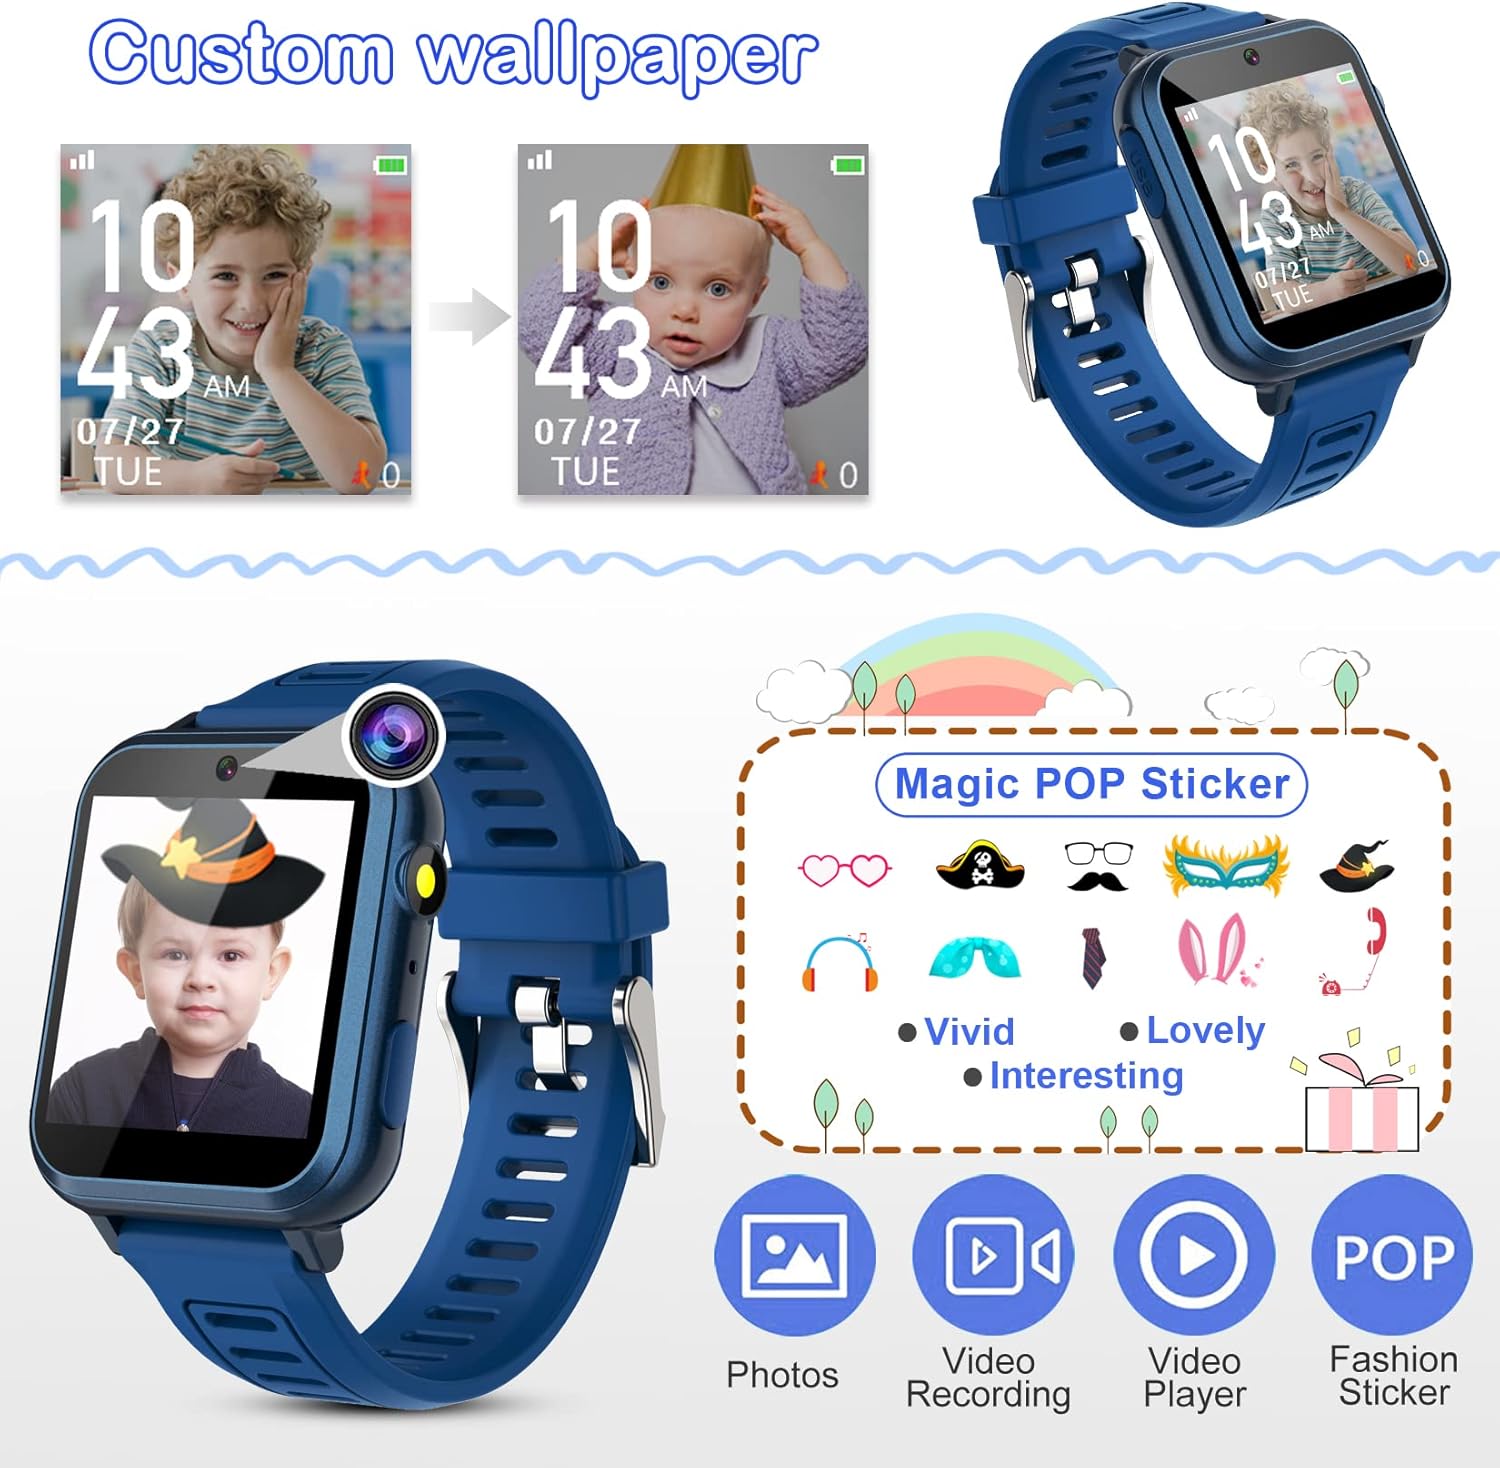 Custom wallpaper
10
43 AM
07/27
TUE
0
10
43 AM
07/27
TUE
0
10
43 AM
07/27
TUE
0
Magic POP Sticker
● Vivid
● Lovely
● Interesting
POP
Photos
Video
Recording
Video
Player
Fashion
Sticker